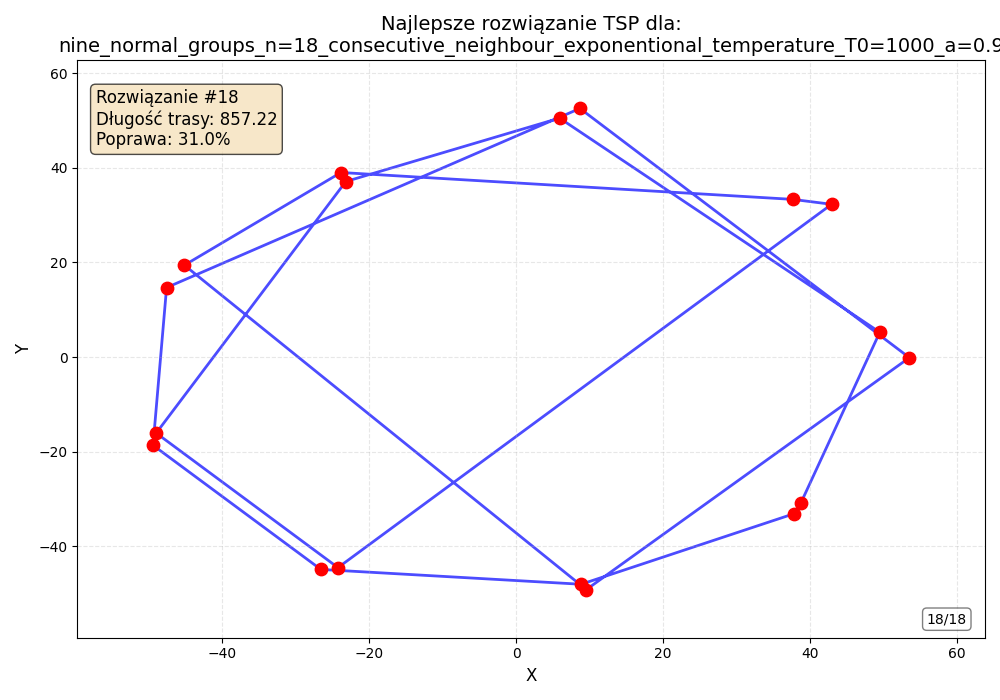 Najlepsze rozwiązanie TSP dla:
nine_normal_groups_n=18_consecutive_neighbour_exponentional_temperature_T0=1000_a=0.9
Rozwiązanie #18
Długość trasy: 857.22
Poprawa: 31.0%
60
40
20
0
−20
−40
Y
18/18
−40 −20 0 20 40 60
X